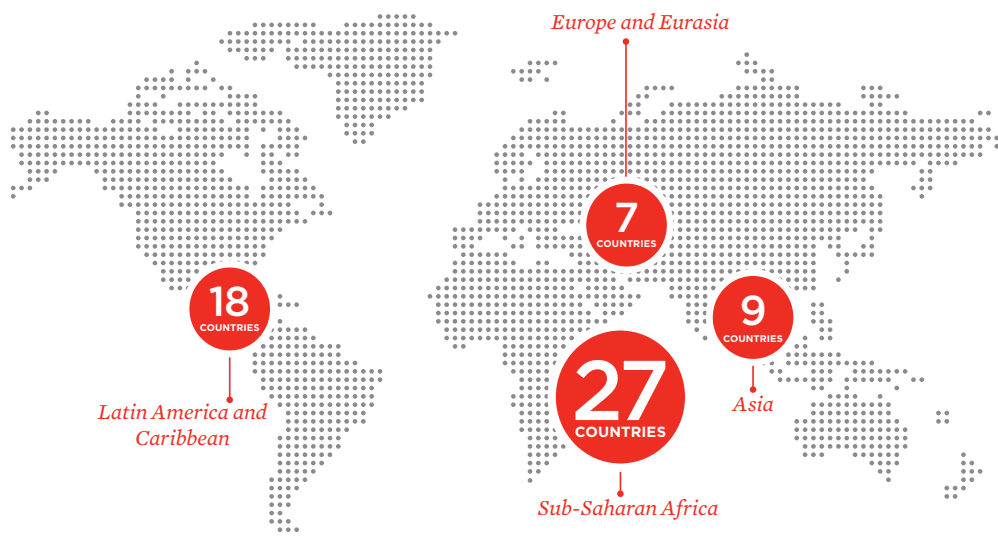 Europe and Eurasia
7
COUNTRIES
18
COUNTRIES
9
COUNTRIES
27
COUNTRIES
Latin America and
Caribbean
Asia
Sub-Saharan Africa